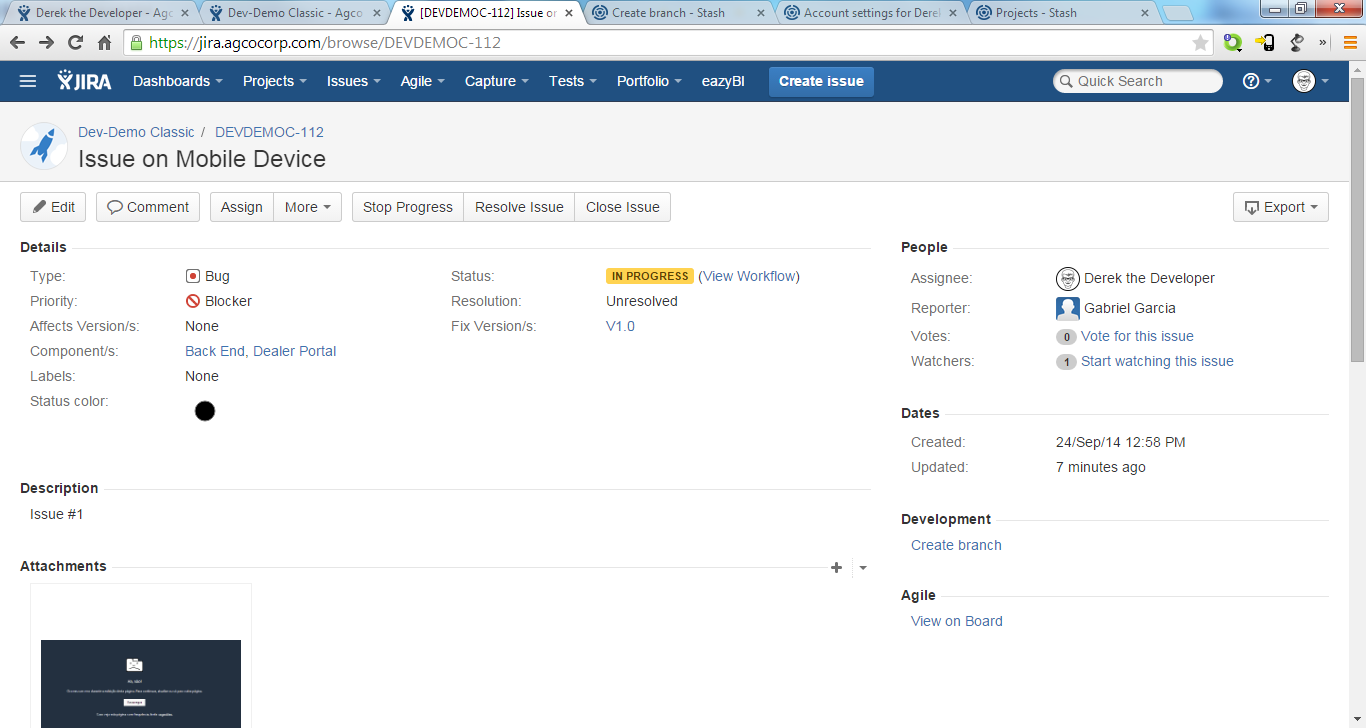 Derek the Developer - Agc
Dev-Demo Classic - Agco
[DEVDEMOC-112] Issue on
Create branch - Stash
Account settings for Derel
Projects - Stash
https://jira.agcocorp.com/browse/DEVDEMOC-112
JIRA Dashboards Projects Issues Agile Capture Tests Portfolio eazyBI Create issue Quick Search
Dev-Demo Classic / DEVDEMOC-112
Issue on Mobile Device
Edit Comment Assign More Stop Progress Resolve Issue Close Issue Export
Details
Type: Bug
Priority: Blocker
Affects Version/s: None
Component/s: Back End, Dealer Portal
Labels: None
Status color:
Status: IN PROGRESS (View Workflow)
Resolution: Unresolved
Fix Version/s: V1.0
Description
Issue #1
Attachments
People
Assignee: Derek the Developer
Reporter: Gabriel Garcia
Votes: 0 Vote for this issue
Watchers: 1 Start watching this issue
Dates
Created: 24/Sep/14 12:58 PM
Updated: 7 minutes ago
Development
Create branch
Agile
View on Board